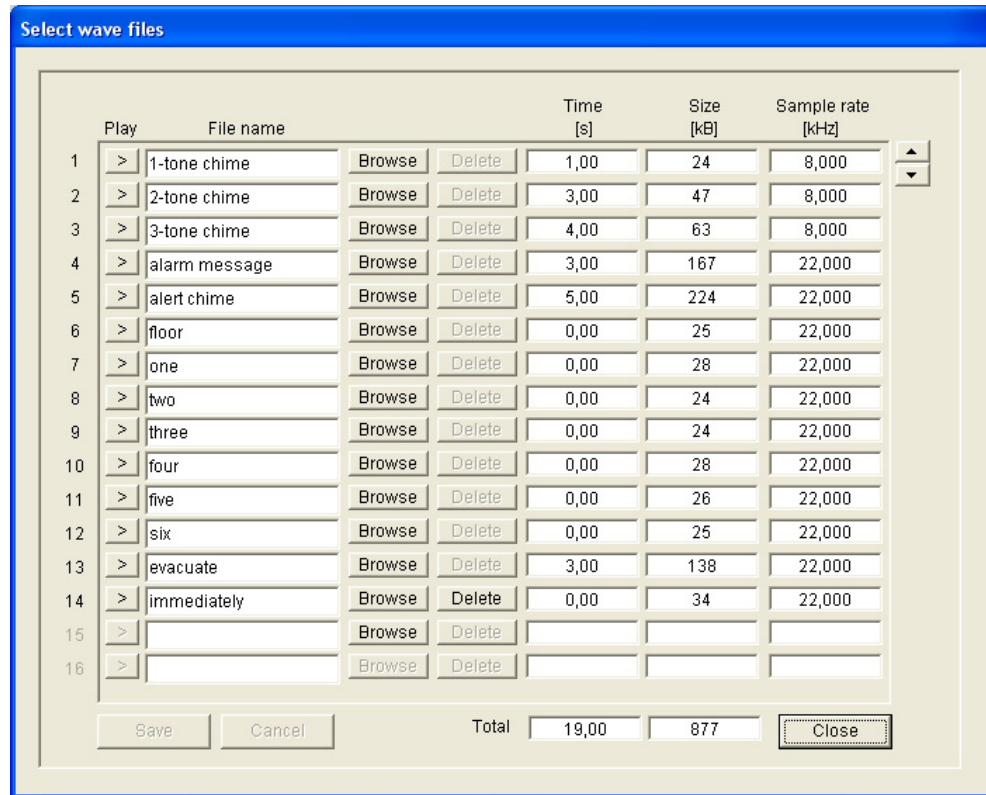 Select wave files
Time Size Sample rate
Play File name [s] [kB] [kHz]
1 > 1-tone chime Browse Delete 1,00 24 8,000
2 > 2-tone chime Browse Delete 3,00 47 8,000
3 > 3-tone chime Browse Delete 4,00 63 8,000
4 > alarm message Browse Delete 3,00 167 22,000
5 > alert chime Browse Delete 5,00 224 22,000
6 > floor Browse Delete 0,00 25 22,000
7 > one Browse Delete 0,00 28 22,000
8 > two Browse Delete 0,00 24 22,000
9 > three Browse Delete 0,00 24 22,000
10 > four Browse Delete 0,00 28 22,000
11 > five Browse Delete 0,00 26 22,000
12 > six Browse Delete 0,00 25 22,000
13 > evacuate Browse Delete 3,00 138 22,000
14 > immediately Browse Delete 0,00 34 22,000
15 > Browse Delete
16 > Browse Delete
Save Cancel Total 19,00 877 Close